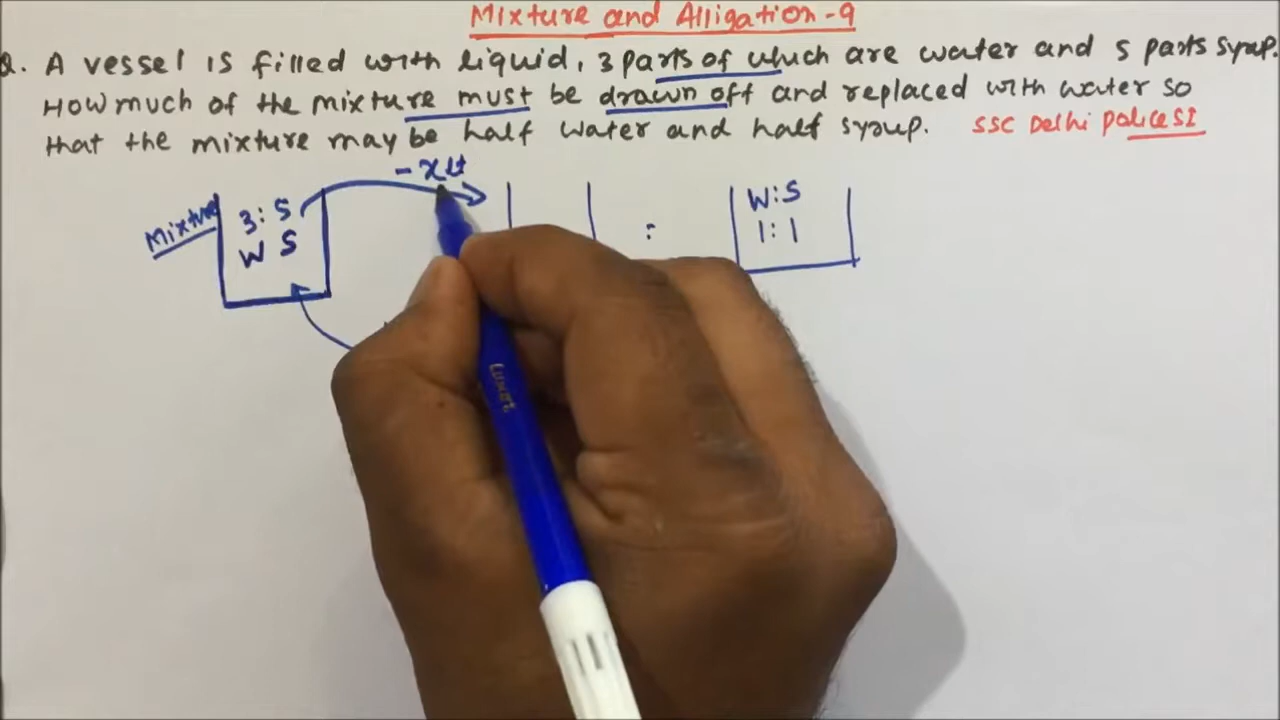 Mixture and Alligation-9
Q. A vessel is filled with liquid, 3 parts of which are water and 5 parts syrup.
How much of the mixture must be drawn off and replaced with water so
that the mixture may be half water and half syrup. SSC Delhi Police SI
- x lt
Mixture 3 : 5
W S
:
W : S
1 : 1
Luxor